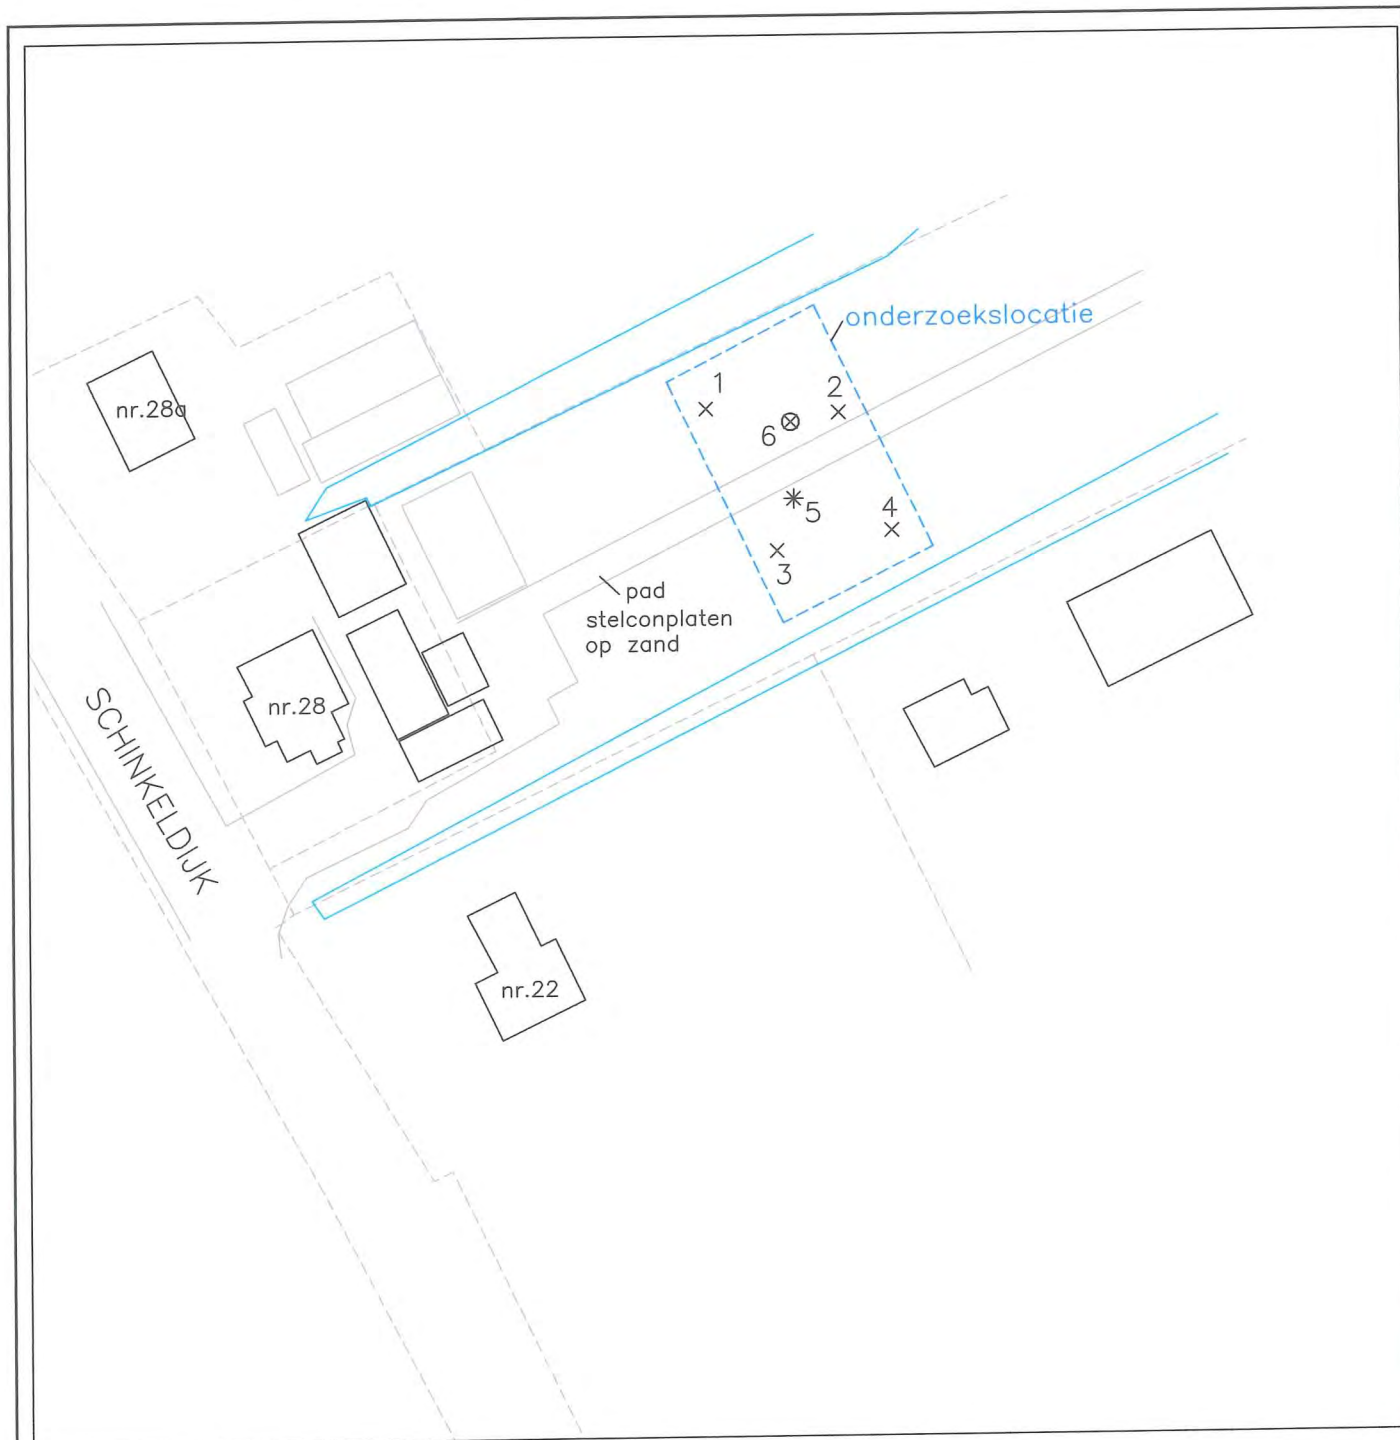 onderzoekslocatie
1
2
6
5
4
3
nr.28a
pad
stelconplaten
op zand
nr.28
SCHINKELDIJK
nr.22